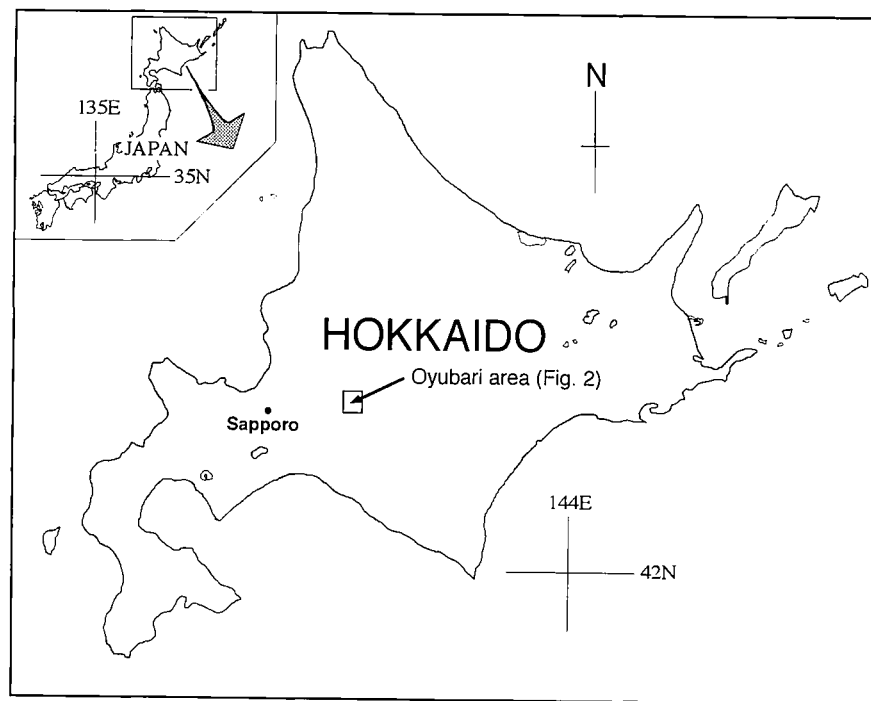 135E
JAPAN
35N
N
HOKKAIDO
Oyubari area (Fig. 2)
Sapporo
144E
42N